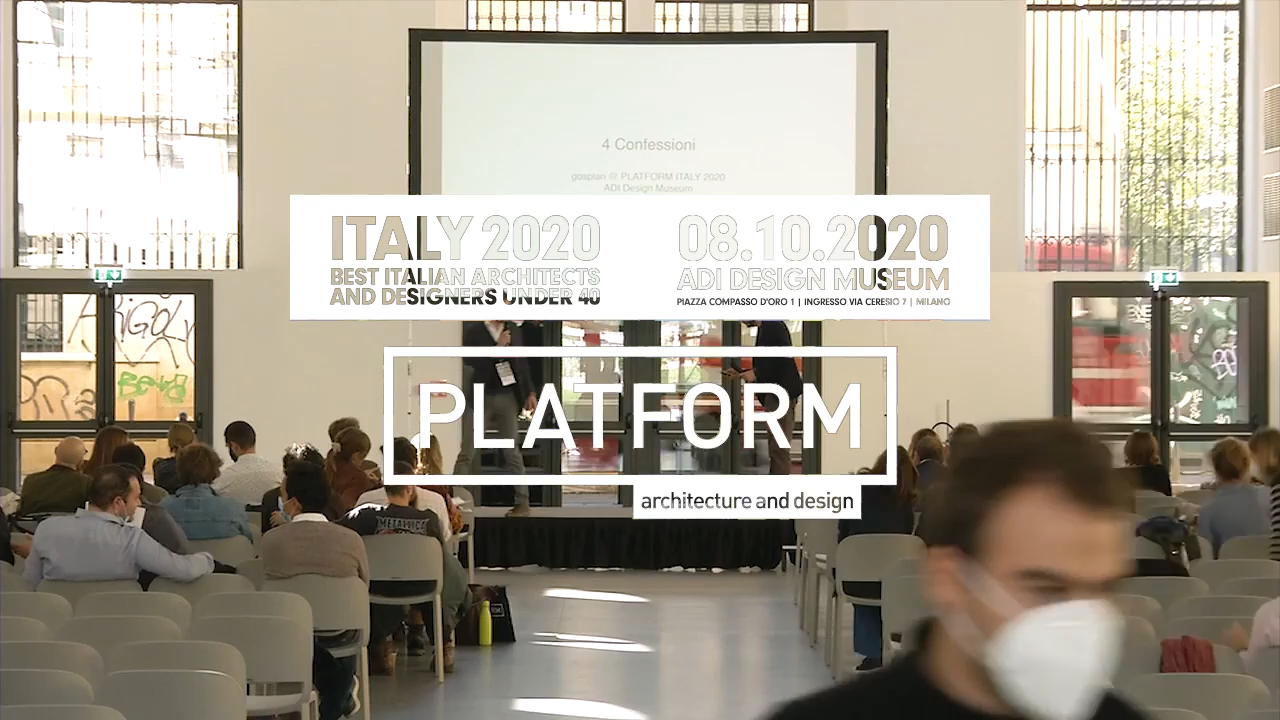 4 Confessioni
gosplan @ PLATFORM ITALY 2020
ADI Design Museum
ITALY 2020
BEST ITALIAN ARCHITECTS
AND DESIGNERS UNDER 40
08.10.2020
ADI DESIGN MUSEUM
PIAZZA COMPASSO D'ORO 1 | INGRESSO VIA CERESIO 7 | MILANO
PLATFORM
architecture and design
METALLICA